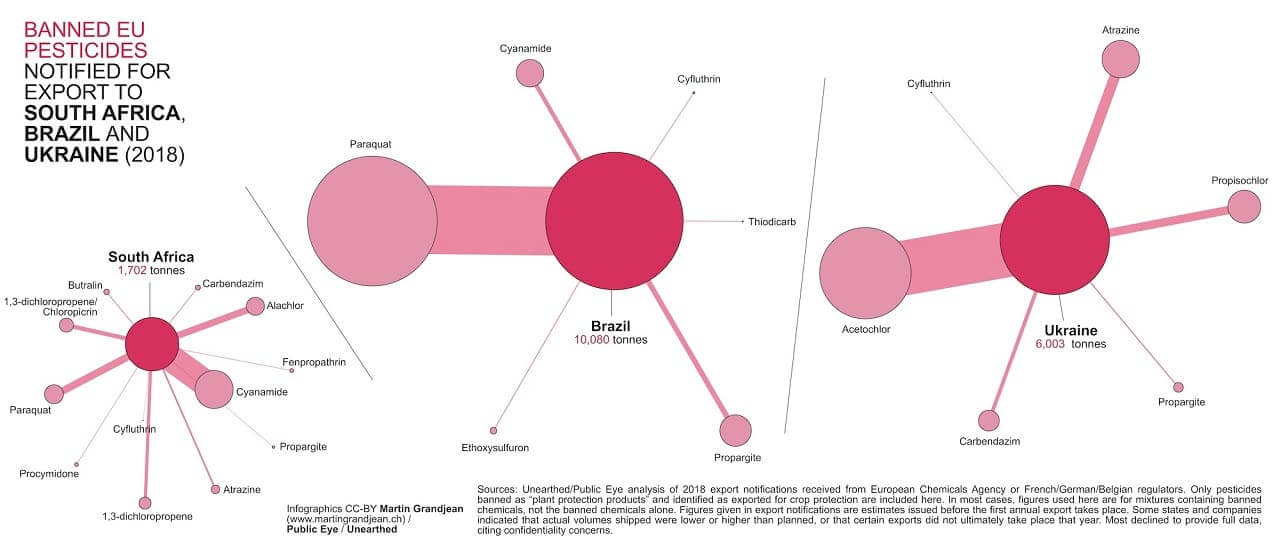 BANNED EU
PESTICIDES
NOTIFIED FOR
EXPORT TO
SOUTH AFRICA,
BRAZIL AND
UKRAINE (2018)
South Africa
1,702 tonnes
Butralin
Carbendazim
1,3-dichloropropene/
Chloropicrin
Alachlor
Fenpropathrin
Cyanamide
Paraquat
Cyfluthrin
Propargite
Procymidone
Atrazine
1,3-dichloropropene
Cyanamide
Cyfluthrin
Paraquat
Thiodicarb
Brazil
10,080 tonnes
Ethoxysulfuron
Propargite
Atrazine
Cyfluthrin
Propisochlor
Acetochlor
Ukraine
6,003 tonnes
Propargite
Carbendazim
Infographics CC-BY Martin Grandjean
(www.martingrandjean.ch) /
Public Eye / Unearthed
Sources: Unearthed/Public Eye analysis of 2018 export notifications received from European Chemicals Agency or French/German/Belgian regulators. Only pesticides
banned as “plant protection products” and identified as exported for crop protection are included here. In most cases, figures used here are for mixtures containing banned
chemicals, not the banned chemicals alone. Figures given in export notifications are estimates issued before the first annual export takes place. Some states and companies
indicated that actual volumes shipped were lower or higher than planned, or that certain exports did not ultimately take place that year. Most declined to provide full data,
citing confidentiality concerns.